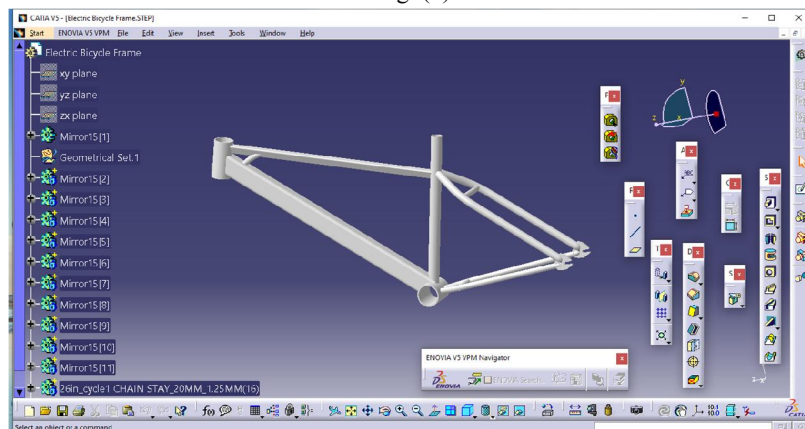 CATIA V5 - [Electric Bicycle Frame.STEP]
Start ENOVIA V5 VPM File Edit View Insert Tools Window Help
Electric Bicycle Frame
xy plane
yz plane
zx plane
Mirror15[1]
Geometrical Set.1
Mirror15[2]
Mirror15[3]
Mirror15[4]
Mirror15[5]
Mirror15[6]
Mirror15[7]
Mirror15[8]
Mirror15[9]
Mirror15[10]
Mirror15[11]
26in_cycle1 CHAIN STAY_20MM_1.25MM(16)
y
z
x
ENOVIA V5 VPM Navigator
ENOVIA
Select an object or a command